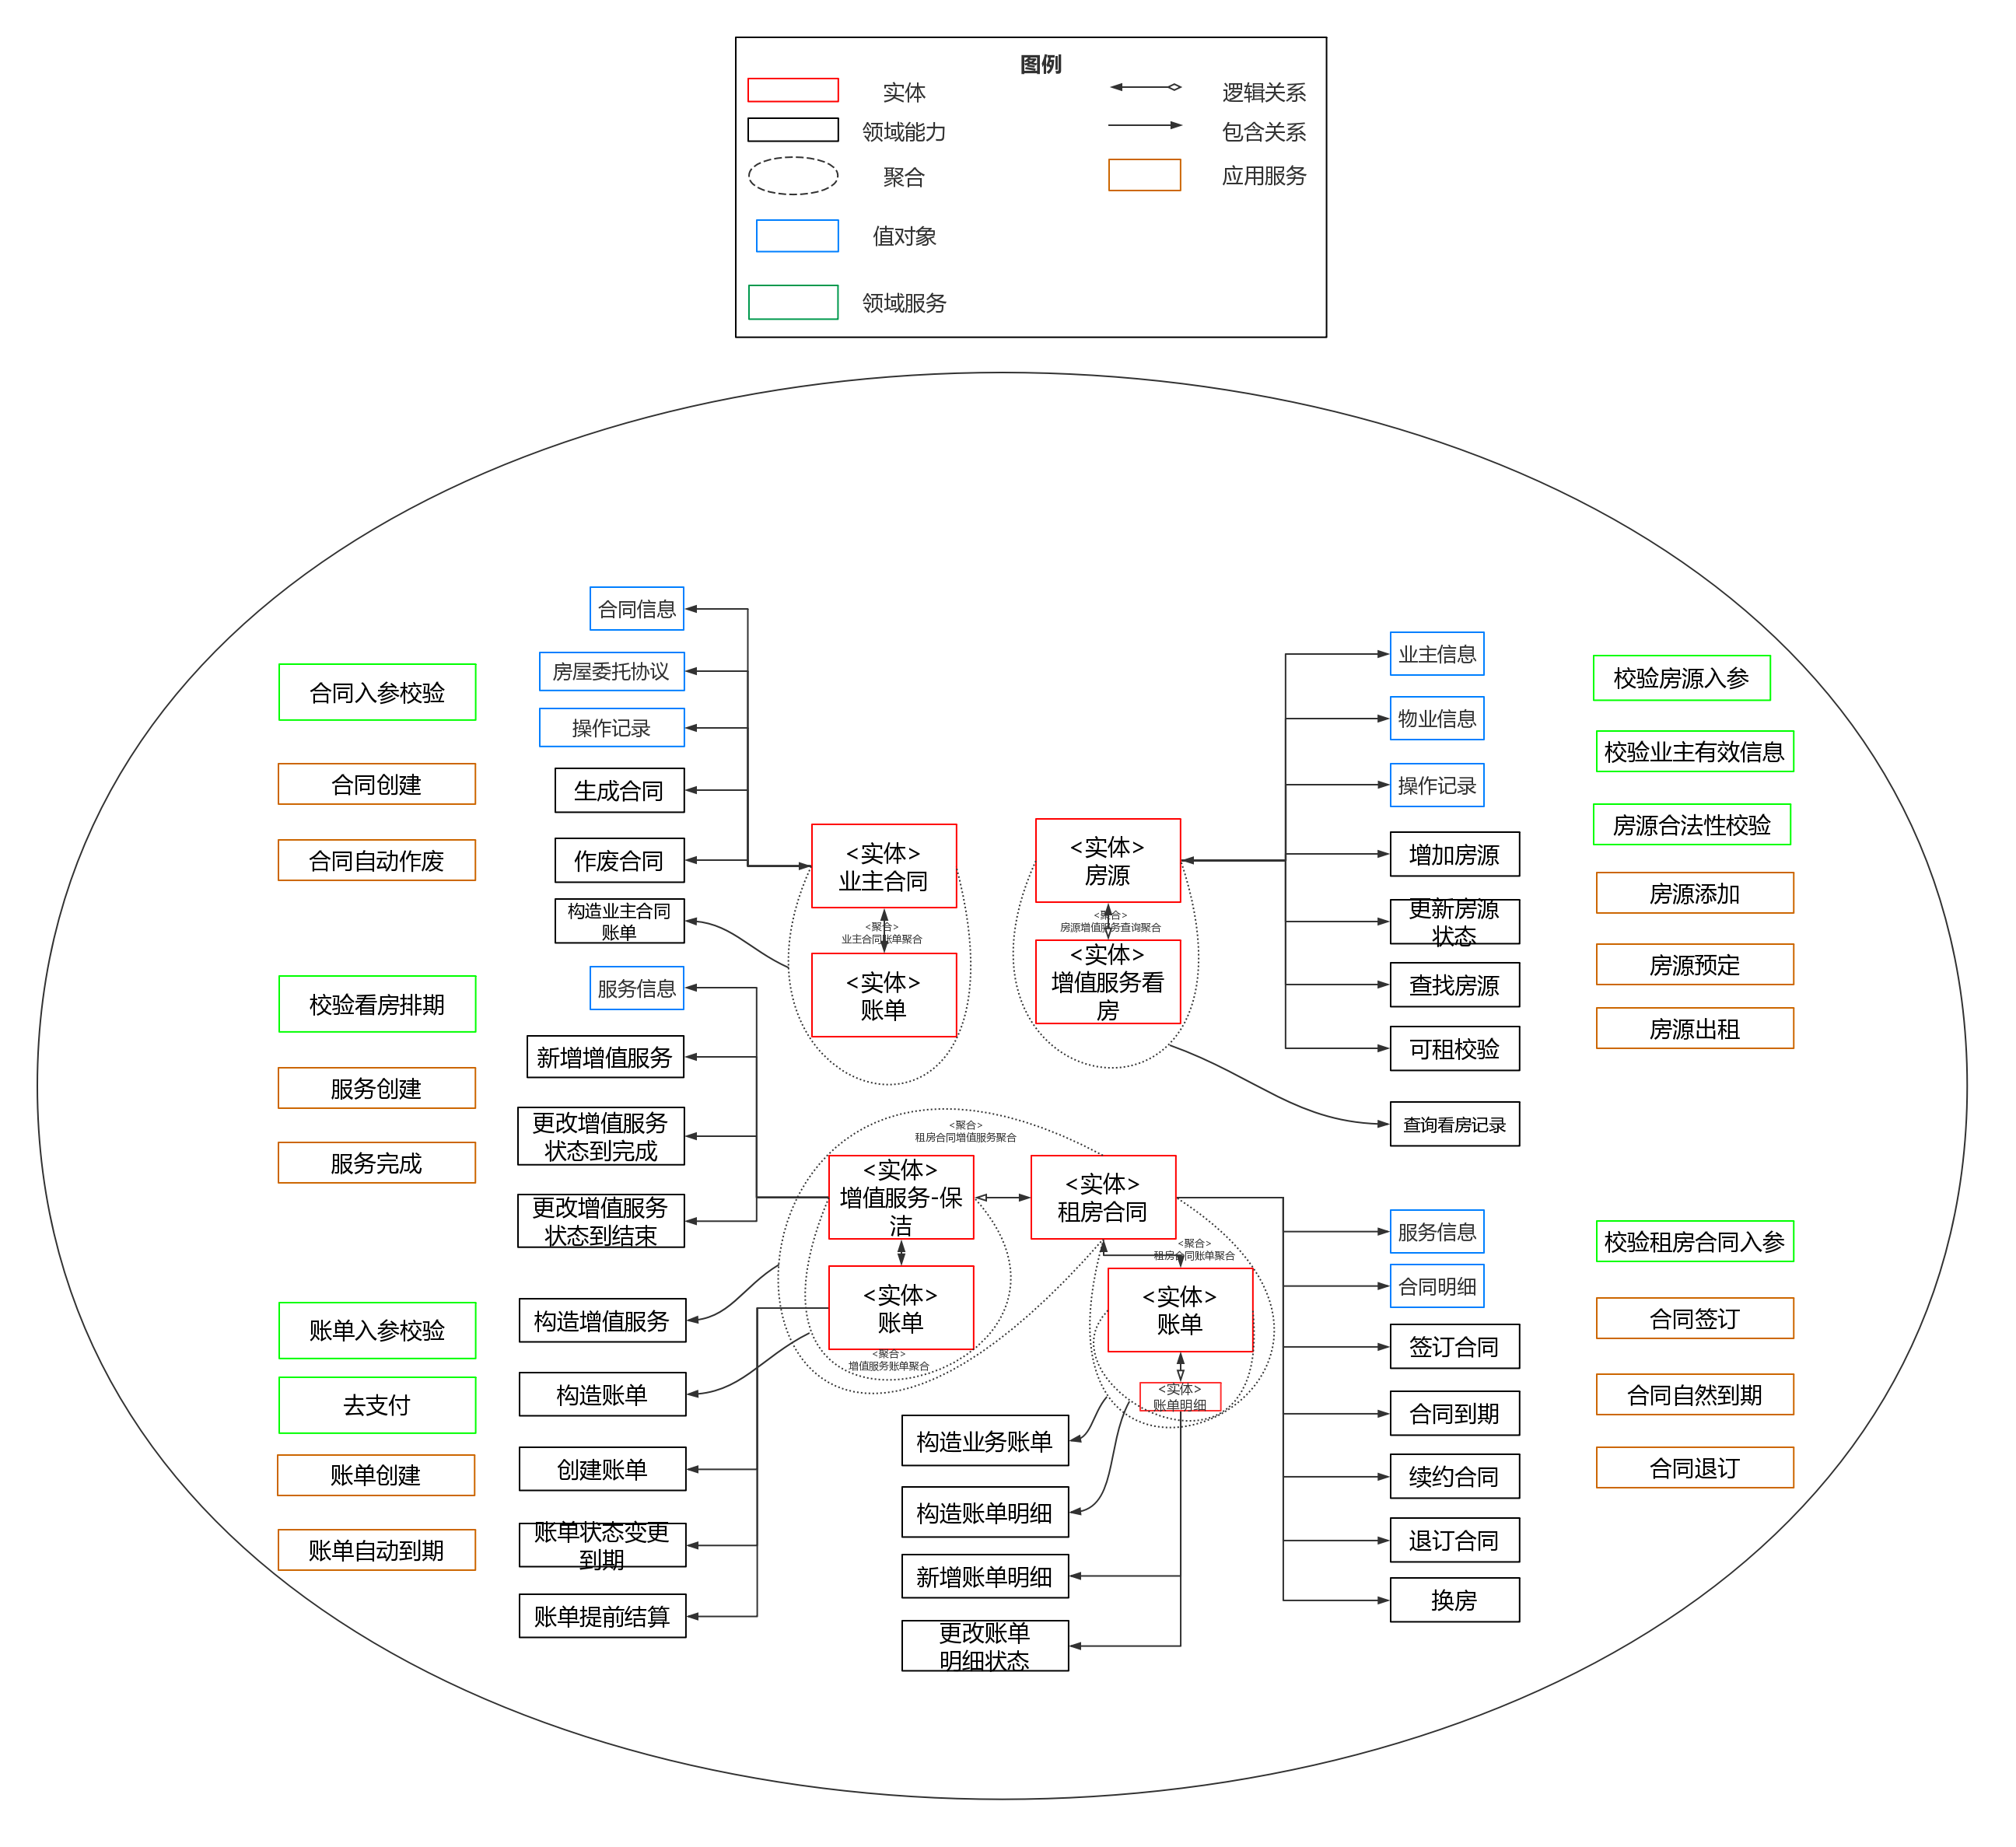 图例
实体
逻辑关系
领域能力
包含关系
聚合
应用服务
值对象
领域服务
合同信息
房屋委托协议
操作记录
生成合同
作废合同
构造业主合同
账单
合同入参校验
合同创建
合同自动作废
<实体>
业主合同
<聚合>
业主合同账单聚合
<实体>
账单
<实体>
房源
<聚合>
房源增值服务查询聚合
<实体>
增值服务看
房
业主信息
物业信息
操作记录
增加房源
更新房源
状态
查找房源
可租校验
查询看房记录
校验房源入参
校验业主有效信息
房源合法性校验
房源添加
房源预定
房源出租
校验看房排期
服务创建
服务完成
服务信息
新增增值服务
更改增值服务
状态到完成
更改增值服务
状态到结束
构造增值服务
构造账单
创建账单
账单状态变更
到期
账单提前结算
账单入参校验
去支付
账单创建
账单自动到期
<聚合>
租房合同增值服务聚合
<实体>
增值服务-保
洁
<实体>
租房合同
<实体>
账单
<聚合>
增值服务账单聚合
<聚合>
租房合同账单聚合
<实体>
账单
<实体>
账单明细
构造业务账单
构造账单明细
新增账单明细
更改账单
明细状态
服务信息
合同明细
签订合同
合同到期
续约合同
退订合同
换房
校验租房合同入参
合同签订
合同自然到期
合同退订